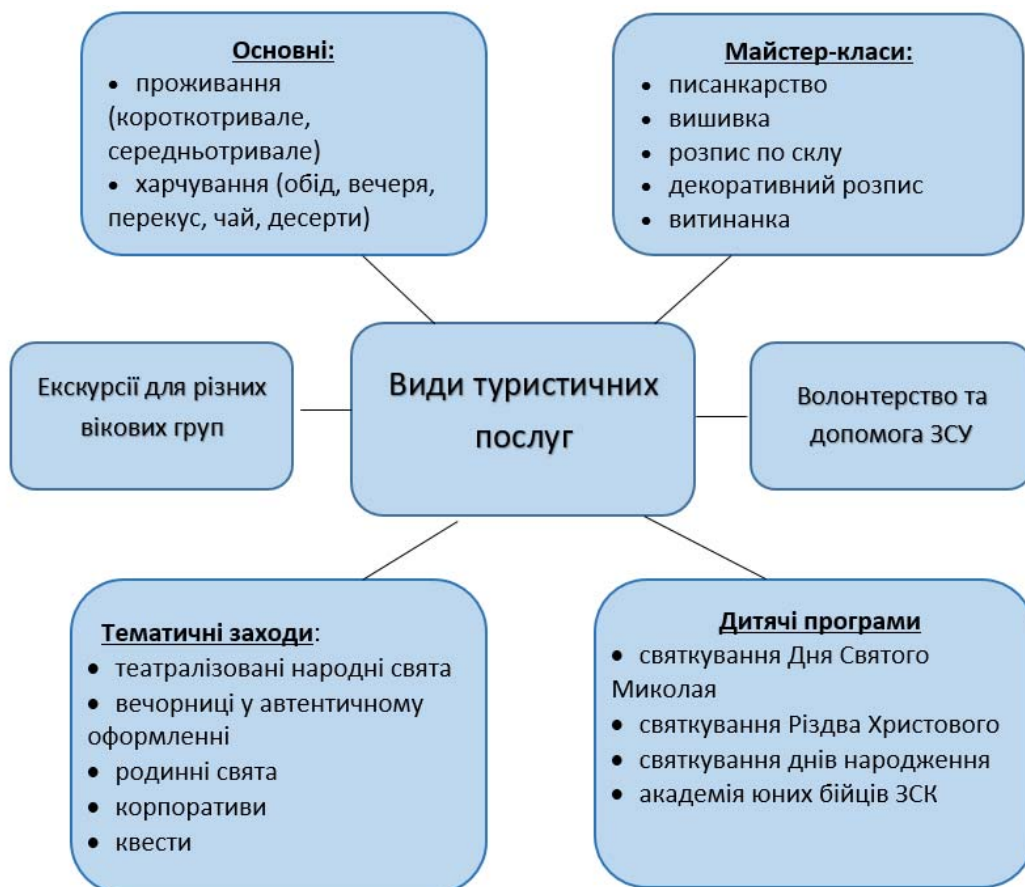 Основні:
• проживання
(короткотривале,
середньотривале)
• харчування (обід, вечеря,
перекус, чай, десерти)
Майстер-класи:
• писанкарство
• вишивка
• розпис по склу
• декоративний розпис
• витинанка
Екскурсії для різних
вікових груп
Види туристичних
послуг
Волонтерство та
допомога ЗСУ
Тематичні заходи:
• театралізовані народні свята
• вечорниці у автентичному
оформленні
• родинні свята
• корпоративи
• квести
Дитячі програми
• святкування Дня Святого
Миколая
• святкування Різдва Христового
• святкування днів народження
• академія юних бійців ЗСК